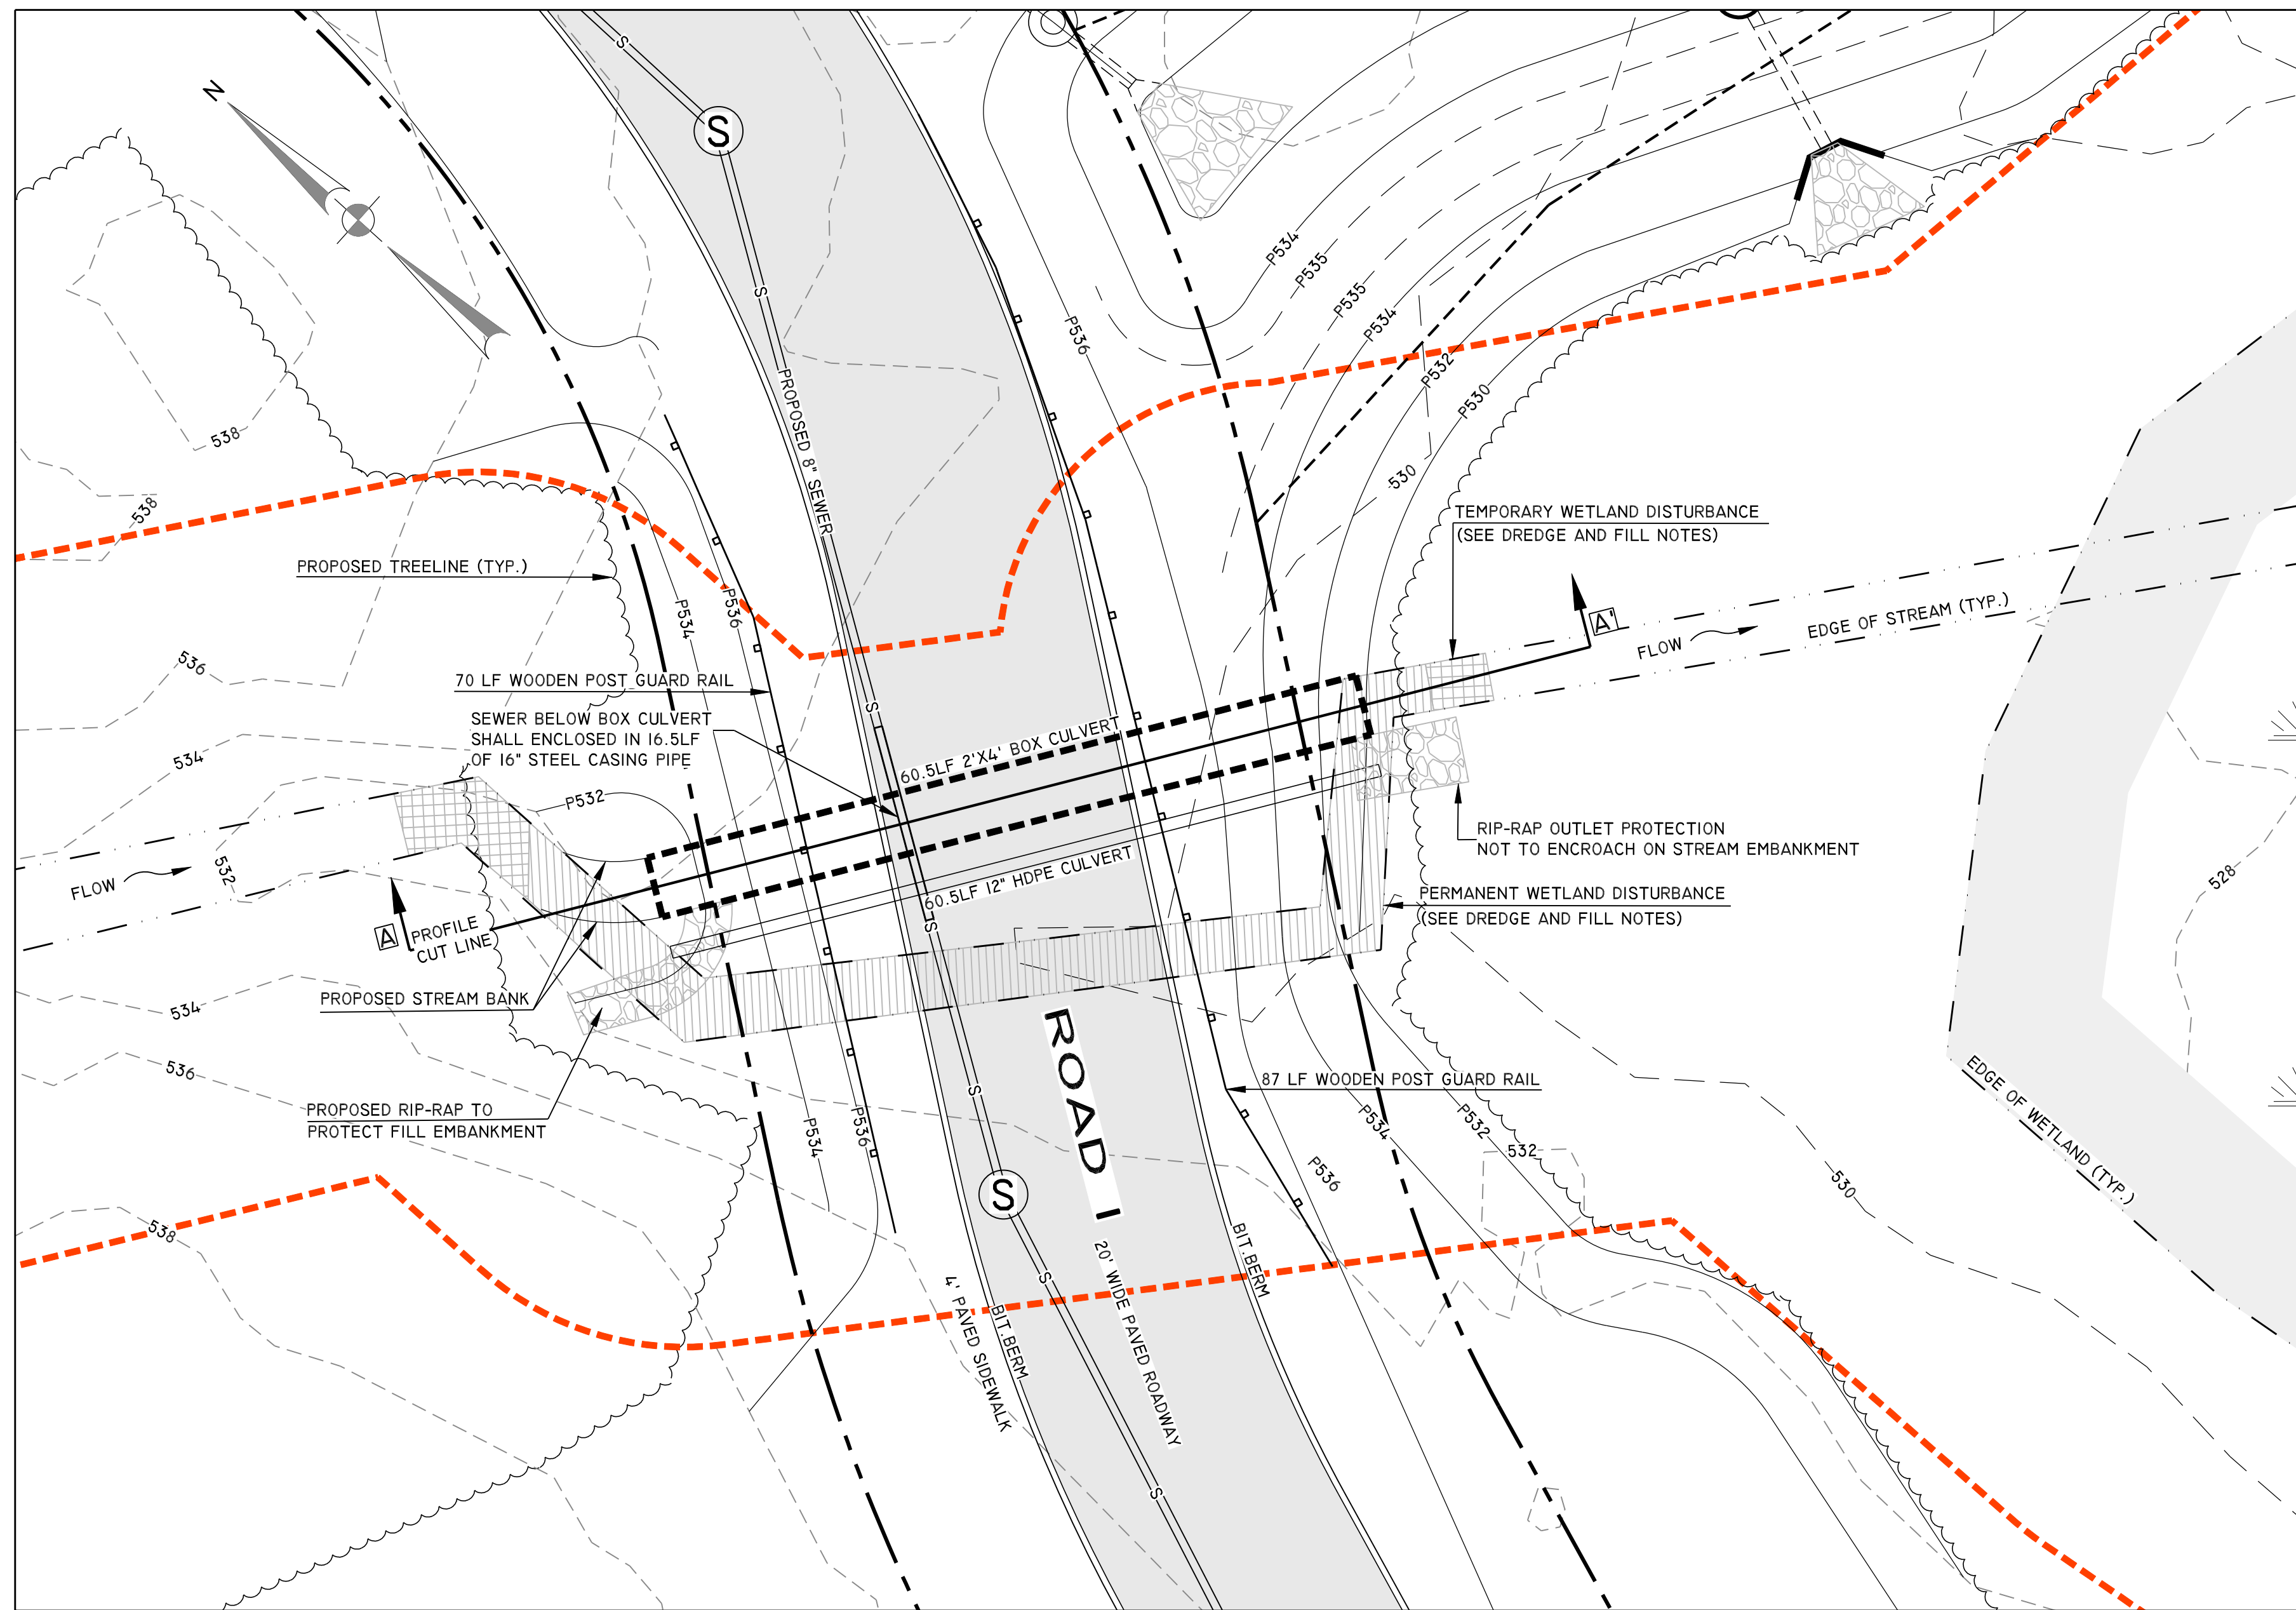 N
S
S
S
PROPOSED 8" SEWER
P534
P535
P535
P534
P536
P532
P530
538
538
530
TEMPORARY WETLAND DISTURBANCE
(SEE DREDGE AND FILL NOTES)
PROPOSED TREELINE (TYP.)
P534
P536
A'
FLOW
EDGE OF STREAM (TYP.)
536
70 LF WOODEN POST GUARD RAIL
SEWER BELOW BOX CULVERT
SHALL ENCLOSED IN 16.5LF
OF 16" STEEL CASING PIPE
S
60.5LF 2'X4' BOX CULVERT
534
P532
RIP-RAP OUTLET PROTECTION
NOT TO ENCROACH ON STREAM EMBANKMENT
532
FLOW
60.5LF 12" HDPE CULVERT
528
PERMANENT WETLAND DISTURBANCE
(SEE DREDGE AND FILL NOTES)
A
PROFILE
CUT LINE
S
PROPOSED STREAM BANK
534
ROAD 1
536
S
87 LF WOODEN POST GUARD RAIL
PROPOSED RIP-RAP TO
PROTECT FILL EMBANKMENT
P534
P536
P534
P532
532
EDGE OF WETLAND (TYP.)
P536
530
S
538
S
20' WIDE PAVED ROADWAY
BIT.BERM
4' PAVED SIDEWALK
BIT.BERM
S